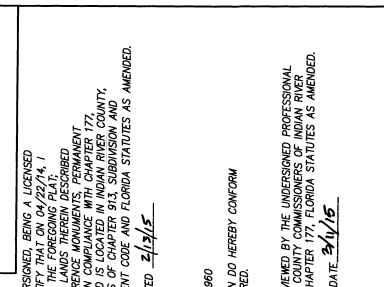 RSIGNED, BEING A LICENSED
IFY THAT ON 04/22/14, I
THE FOREGOING PLAT;
LANDS THEREIN DESCRIBED
RENCE MONUMENTS, PERMANENT
N COMPLIANCE WITH CHAPTER 177,
D IS LOCATED IN INDIAN RIVER COUNTY,
S OF CHAPTER 913, SUBDIVISION AND
ENT CODE AND FLORIDA STATUTES AS AMENDED.
TED 2/13/15
960
N DO HEREBY CONFORM
RED.
IEWED BY THE UNDERSIGNED PROFESSIONAL
COUNTY COMMISSIONERS OF INDIAN RIVER
HAPTER 177, FLORIDA STATUTES AS AMENDED.
DATE 3/11/15